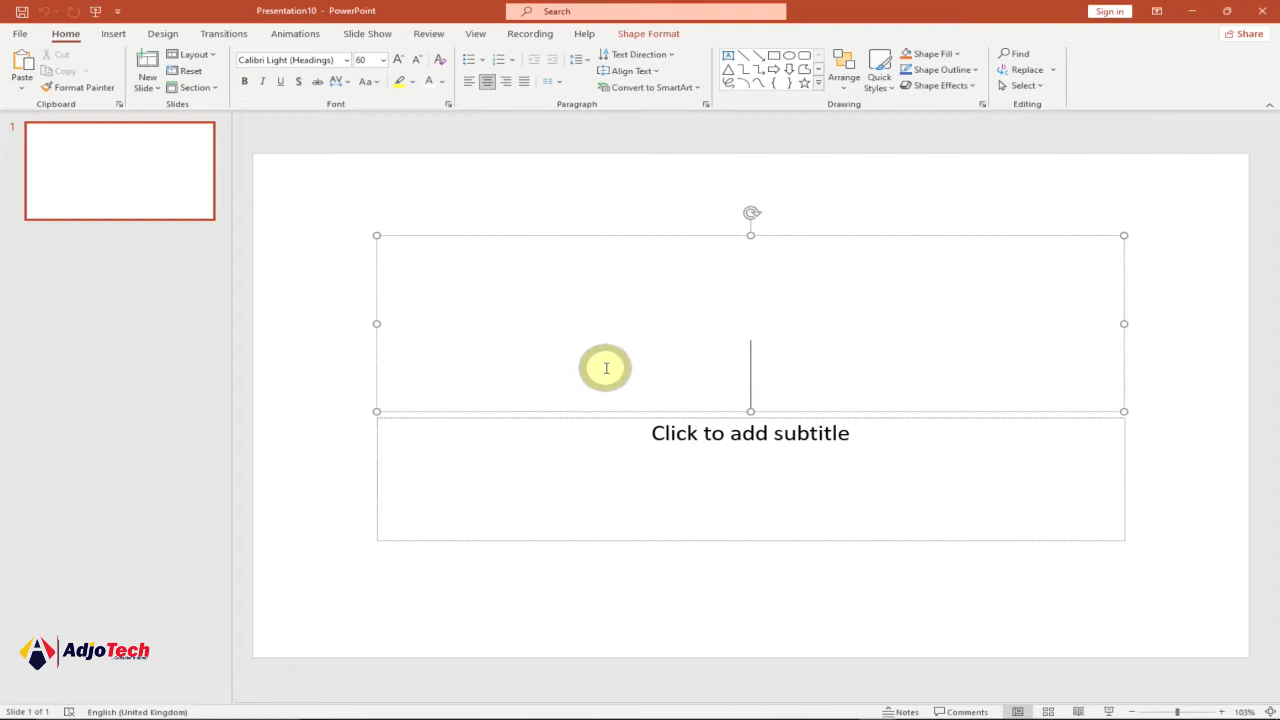 Presentation10 - PowerPoint
Search
Sign in
File
Home
Insert
Design
Transitions
Animations
Slide Show
Review
View
Recording
Help
Shape Format
Share
Paste
Cut
Copy
Format Painter
Clipboard
New
Slide
Layout
Reset
Section
Slides
Calibri Light (Headings)
60
B I U S ab AV Aa
A
Font
Text Direction
Align Text
Convert to SmartArt
Paragraph
Arrange
Quick
Styles
Shape Fill
Shape Outline
Shape Effects
Drawing
Find
Replace
Select
Editing
1
Click to add subtitle
AdjoTech
Slide 1 of 1
English (United Kingdom)
Notes
Comments
103%